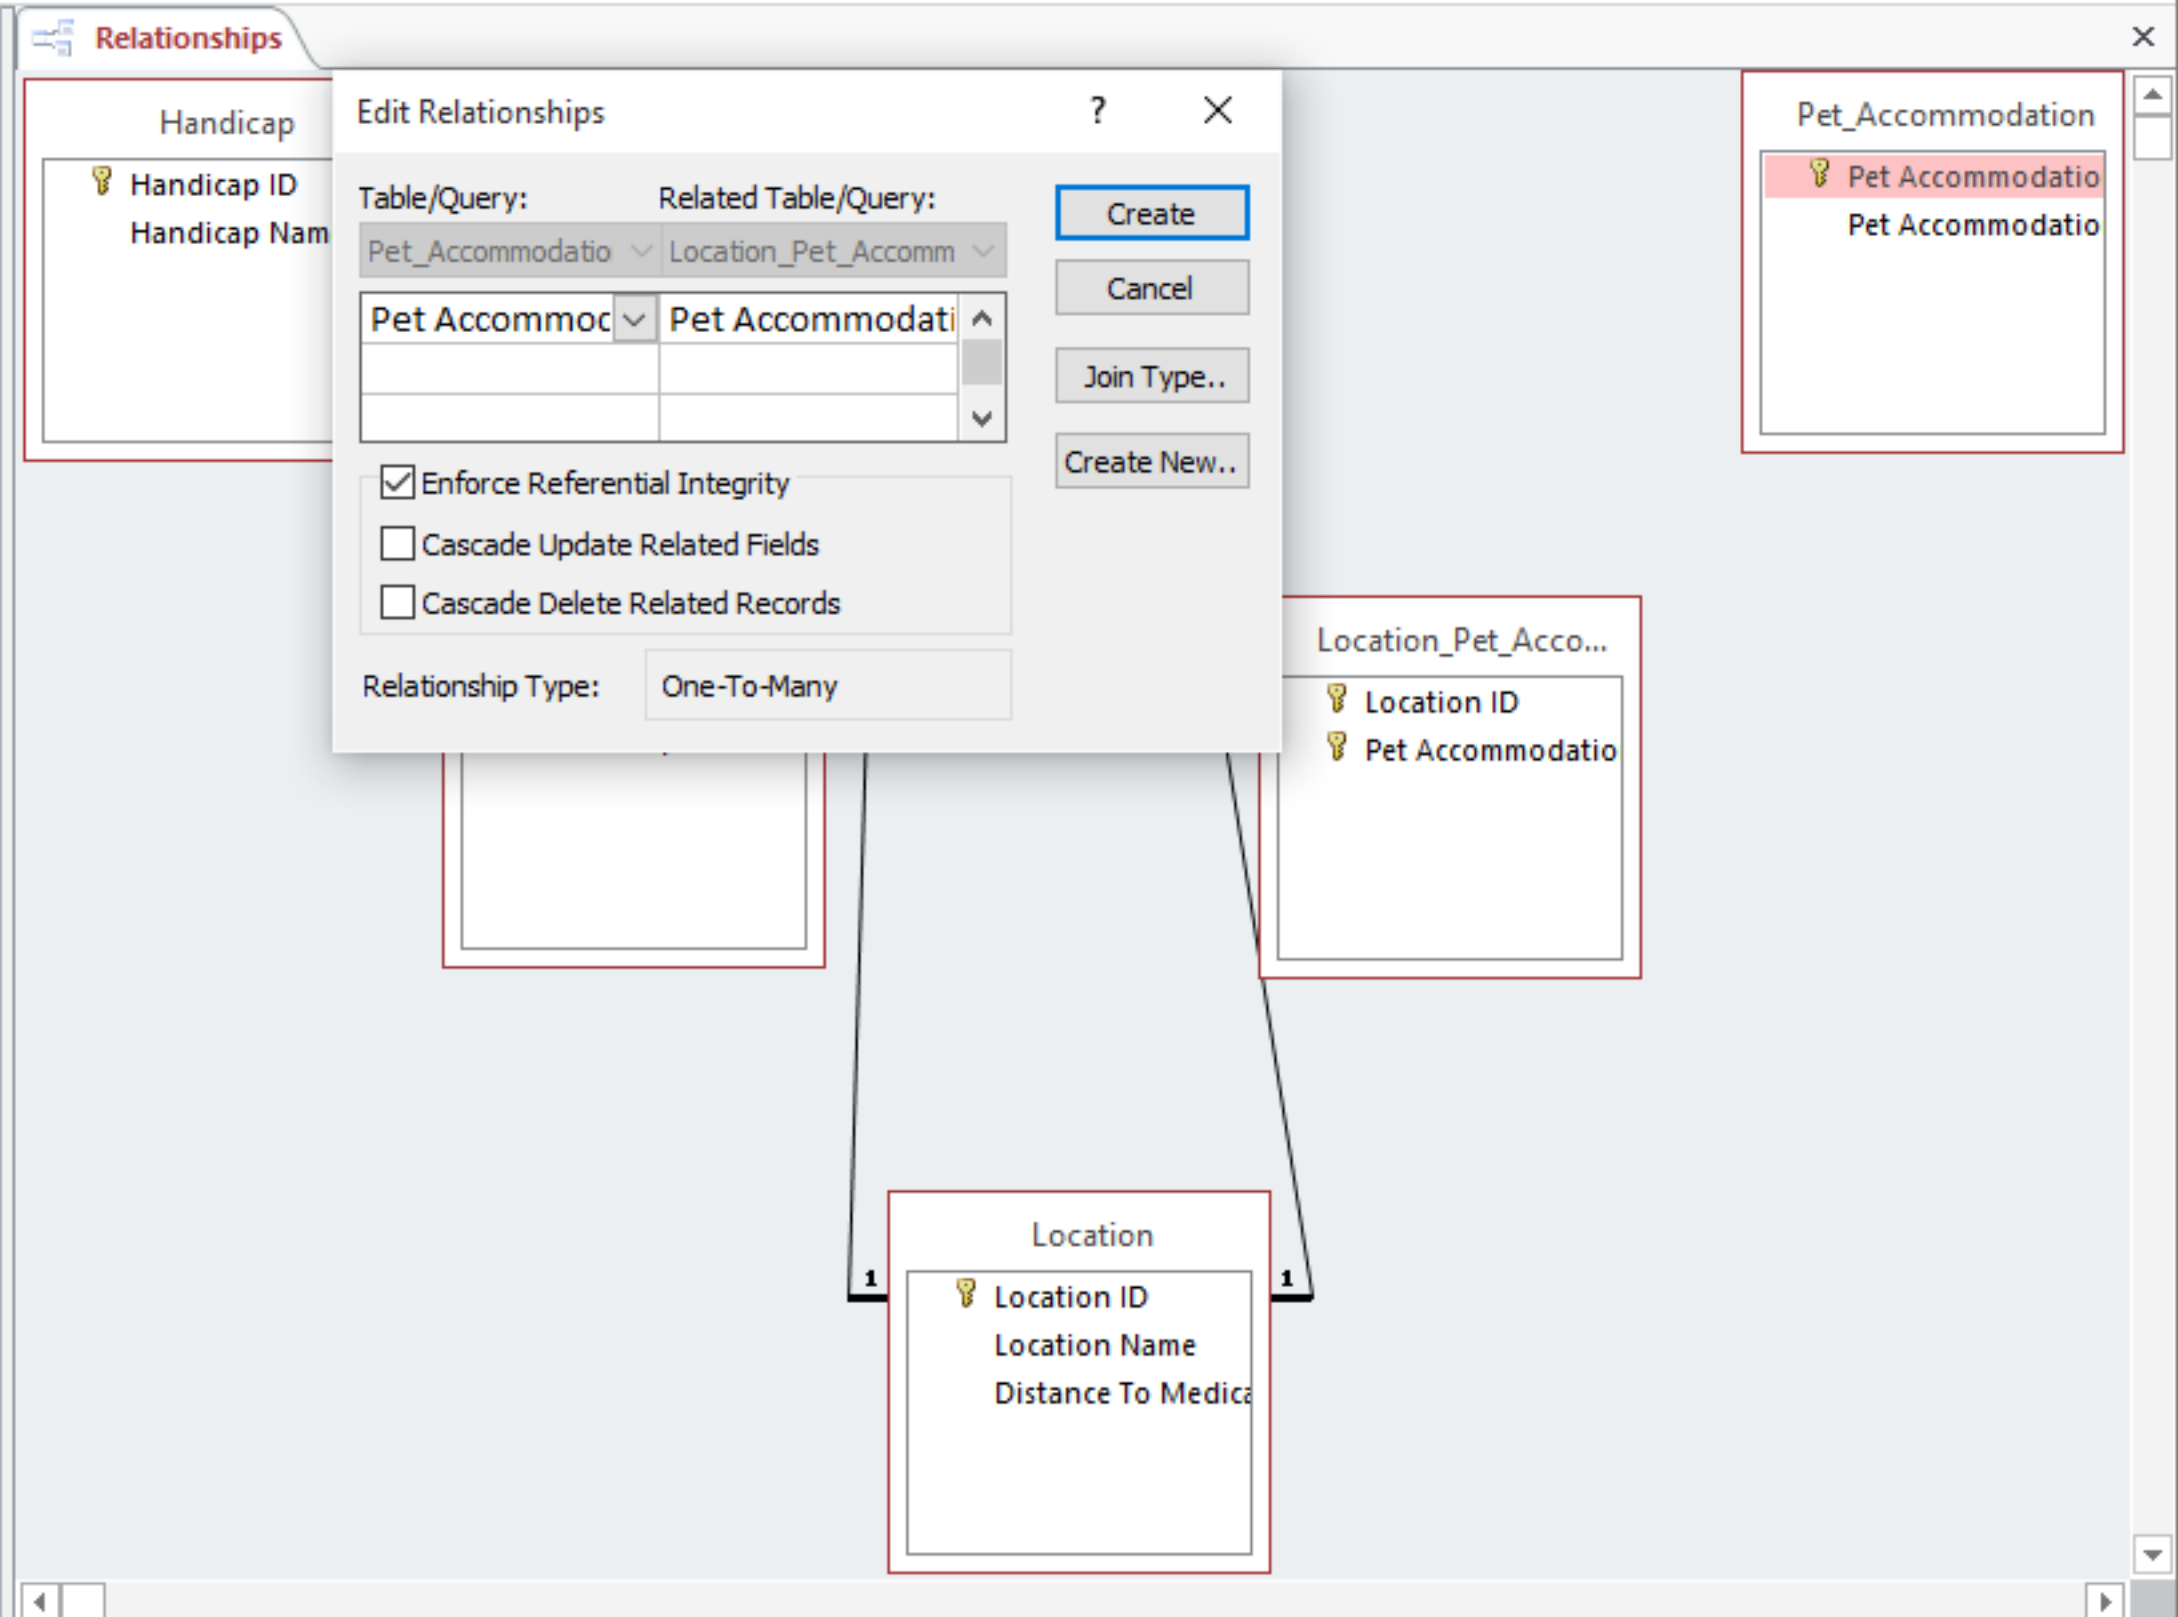 Relationships
Handicap
Handicap ID
Handicap Nam
Edit Relationships
?
Table/Query:
Related Table/Query:
Pet_Accommodatio
Location_Pet_Accomm
Pet Accommoc
Pet Accommodati
Enforce Referential Integrity
Cascade Update Related Fields
Cascade Delete Related Records
Relationship Type:
One-To-Many
Create
Cancel
Join Type..
Create New..
Pet_Accommodation
Pet Accommodatio
Pet Accommodatio
Location_Pet_Acco...
Location ID
Pet Accommodatio
1
1
Location
Location ID
Location Name
Distance To Medica